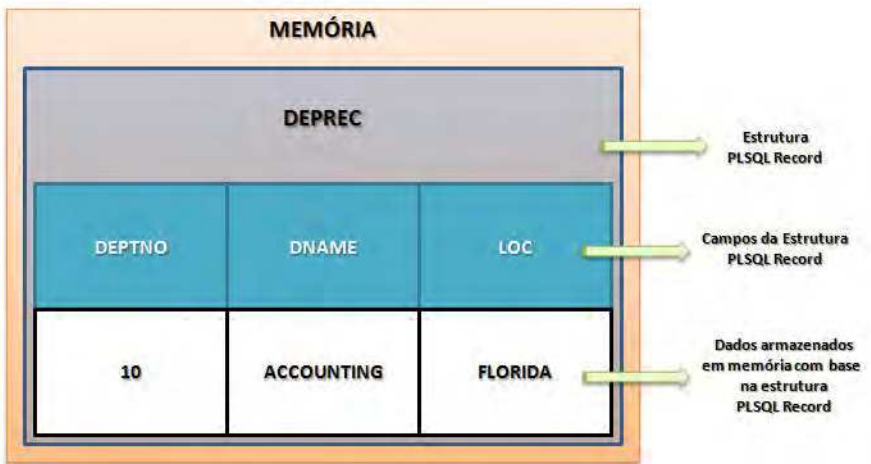 MEMÓRIA
DEPREC
Estrutura
PLSQL Record
DEPTNO DNAME LOC
Campos da Estrutura
PLSQL Record
10 ACCOUNTING FLORIDA
Dados armazenados
em memória com base
na estrutura
PLSQL Record